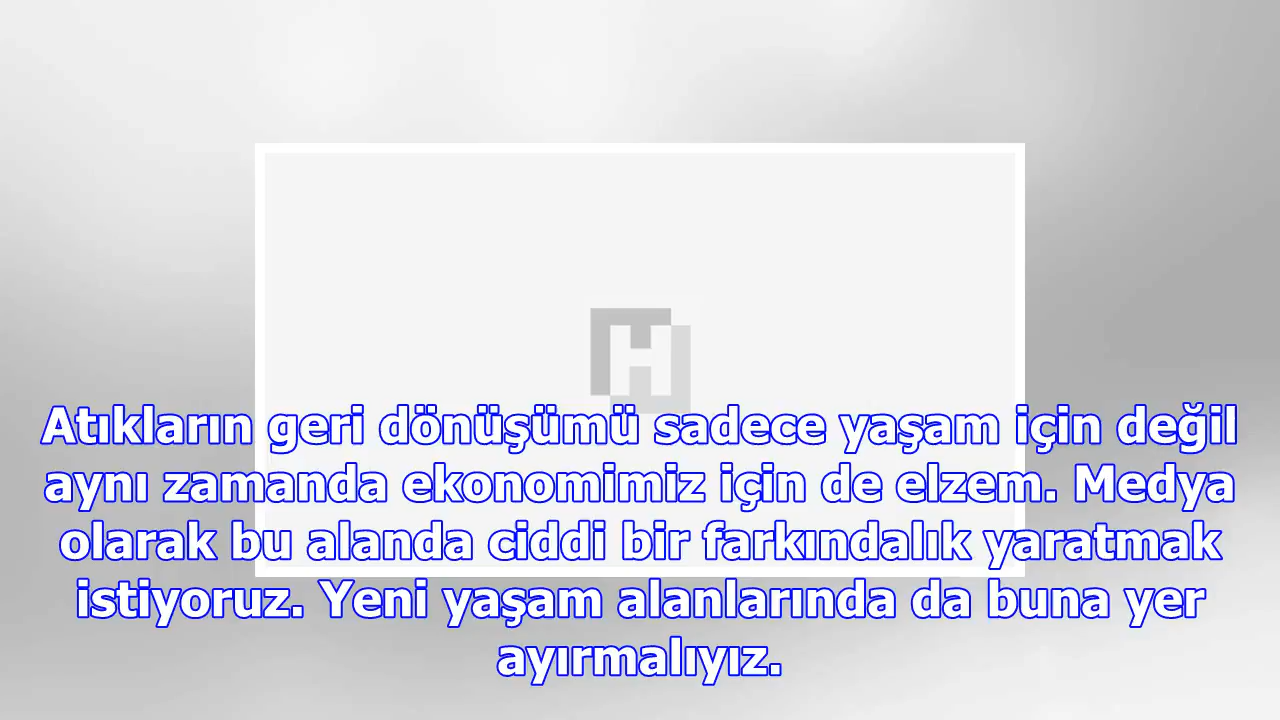 H
Atıkların geri dönüşümü sadece yaşam için değil
aynı zamanda ekonomimiz için de elzem. Medya
olarak bu alanda ciddi bir farkındalık yaratmak
istiyoruz. Yeni yaşam alanlarında da buna yer
ayırmalıyız.